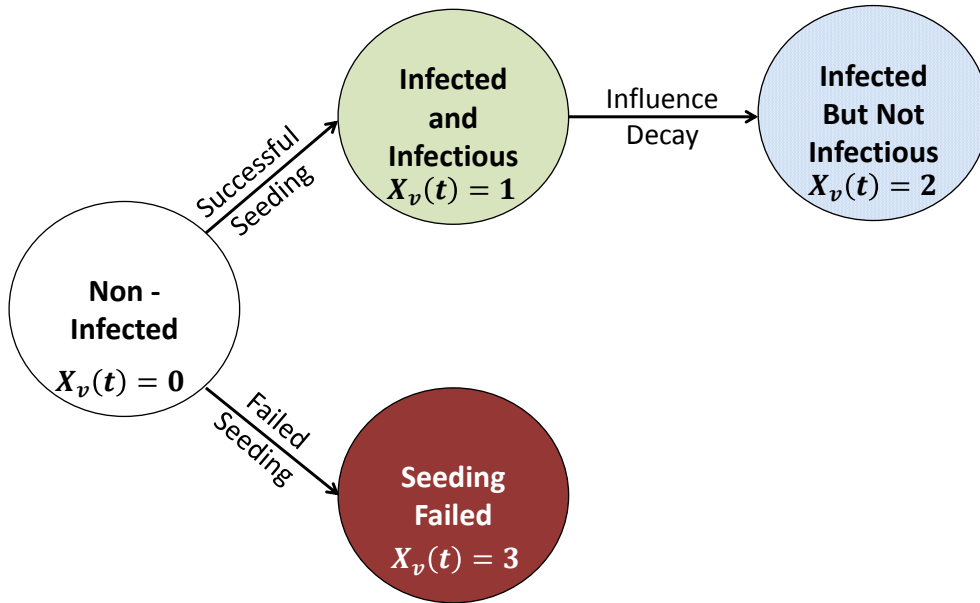 Non -
Infected
X_v(t) = 0
Successful
Seeding
Infected
and
Infectious
X_v(t) = 1
Influence
Decay
Infected
But Not
Infectious
X_v(t) = 2
Failed
Seeding
Seeding
Failed
X_v(t) = 3